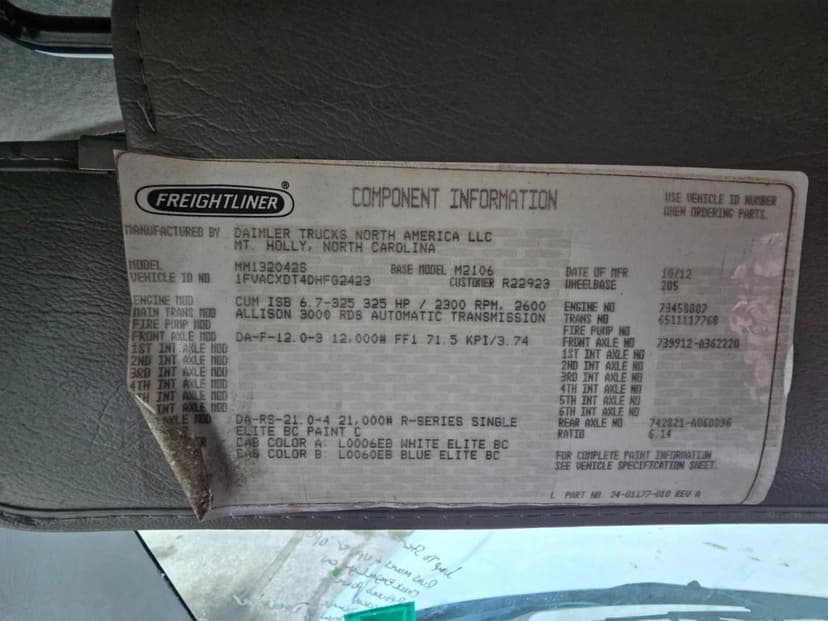 FREIGHTLINER®
COMPONENT INFORMATION
USE VEHICLE ID NUMBER
WHEN ORDERING PARTS.
MANUFACTURED BY DAIMLER TRUCKS NORTH AMERICA LLC
MT. HOLLY, NORTH CAROLINA
MODEL MM132042S BASE MODEL M2106 DATE OF MFR 10/12
VEHICLE ID NO 1FVACXDT4DHFG2423 CUSTOMER R22923 WHEELBASE 205
ENGINE MOD CUM ISB 6.7-325 325 HP / 2300 RPM, 2600 ENGINE NO 73458807
MAIN TRANS MOD ALLISON 3000 RDS AUTOMATIC TRANSMISSION TRANS NO 6511117768
FIRE PUMP MOD FIRE PUMP NO
FRONT AXLE MOD DA-F-12.0-3 12,000# FF1 71.5 KPI/3.74 FRONT AXLE NO 739912-A362220
1ST INT AXLE MOD 1ST INT AXLE NO
2ND INT AXLE MOD 2ND INT AXLE NO
3RD INT AXLE MOD 3RD INT AXLE NO
4TH INT AXLE MOD 4TH INT AXLE NO
INT AXLE MOD 5TH INT AXLE NO
INT AXLE MOD 6TH INT AXLE NO
DA-RS-21.0-4 21,000# R-SERIES SINGLE REAR AXLE NO 742821-A060096
ELITE BC PAINT C RATIO 6.14
CAB COLOR A: L0006EB WHITE ELITE BC
CAB COLOR B: L0060EB BLUE ELITE BC
FOR COMPLETE PAINT INFORMATION
SEE VEHICLE SPECIFICATION SHEET.
PART NO. 24-01177-010 REV A